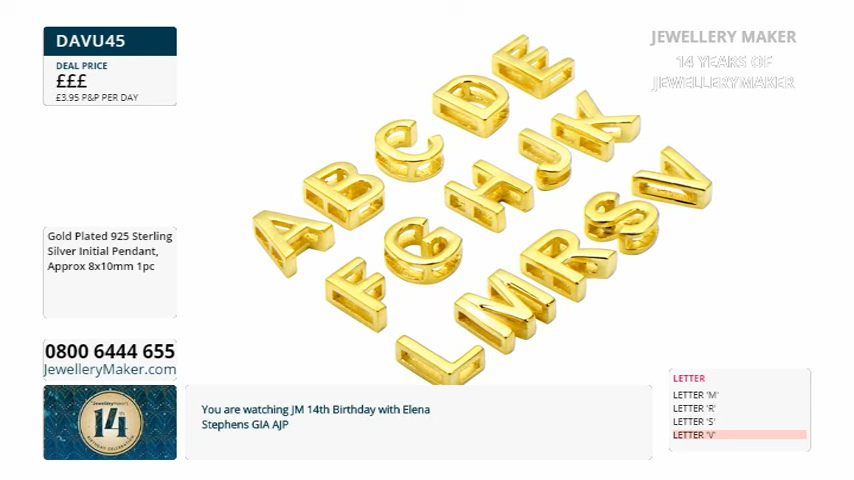 DAVU45
DEAL PRICE
£££
£3.95 P&P PER DAY
JEWELLERY MAKER
14 YEARS OF
JEWELLERYMAKER
E
D
C
B
A
K
J
H
G
F
V
S
R
M
L
Gold Plated 925 Sterling
Silver Initial Pendant,
Approx 8x10mm 1pc
0800 6444 655
JewelleryMaker.com
14th
You are watching JM 14th Birthday with Elena
Stephens GIA AJP
LETTER
LETTER 'M'
LETTER 'R'
LETTER 'S'
LETTER 'V'